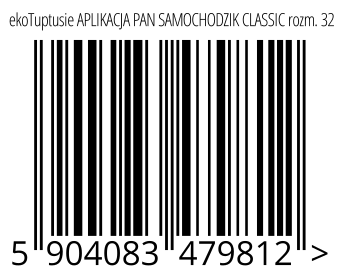 ekoTuptusie APLIKACJA PAN SAMOCHODZIK CLASSIC rozm. 32
5 904083 479812 >